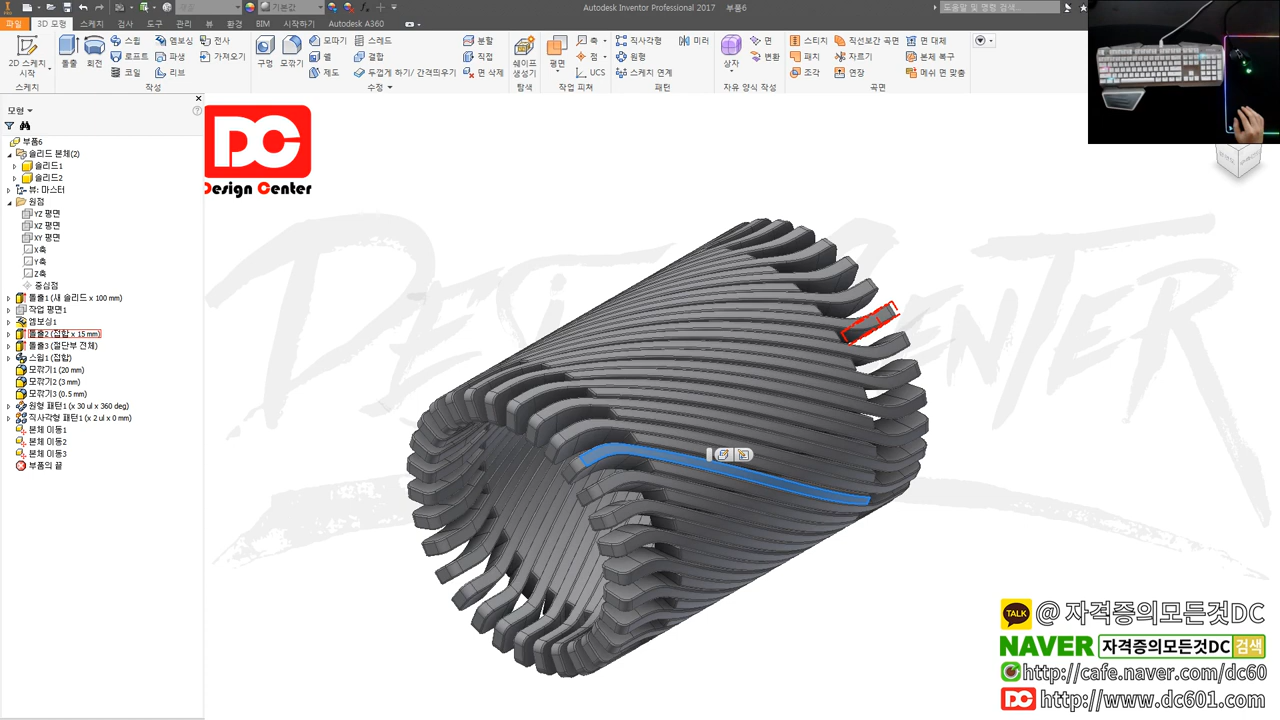 Autodesk Inventor Professional 2017 부품6
도움말 및 명령 검색...
기본값
파일 3D 모형 스케치 검사 도구 관리 뷰 환경 BIM 시작하기 Autodesk A360
2D 스케치 시작
스케치
돌출 회전 스윕 로프트 코일 엠보싱 파생 리브 전사 가져오기
작성
구멍 모깎기 모따기 쉘 제도 스레드 결합 두껍게 하기/간격띄우기 분할 직접 면 삭제
수정
쉐이프 생성기
탐색
평면 축 점 UCS
작업 피쳐
직사각형 원형 스케치 연계 미러
패턴
상자 면 변환
자유 양식 작성
스티치 패치 조각 직선보간 곡면 자르기 연장 면 대체 본체 복구 메쉬 면 맞춤
곡면
모형
부품6
솔리드 본체(2)
솔리드1
솔리드2
뷰: 마스터
원점
YZ 평면
XZ 평면
XY 평면
X축
Y축
Z축
중심점
돌출1 (새 솔리드 x 100 mm)
작업 평면1
엠보싱1
돌출2 (접합 x 15 mm)
돌출3 (절단부 전체)
스윕1 (접합)
모깎기1 (20 mm)
모깎기2 (3 mm)
모깎기3 (0.5 mm)
원형 패턴1 (x 30 ul x 360 deg)
직사각형 패턴1 (x 2 ul x 0 mm)
본체 이동1
본체 이동2
본체 이동3
부품의 끝
DC
Design Center
DESIGN CENTER
TALK @ 자격증의모든것DC
NAVER 자격증의모든것DC 검색
http://cafe.naver.com/dc60
DC http://www.dc601.com